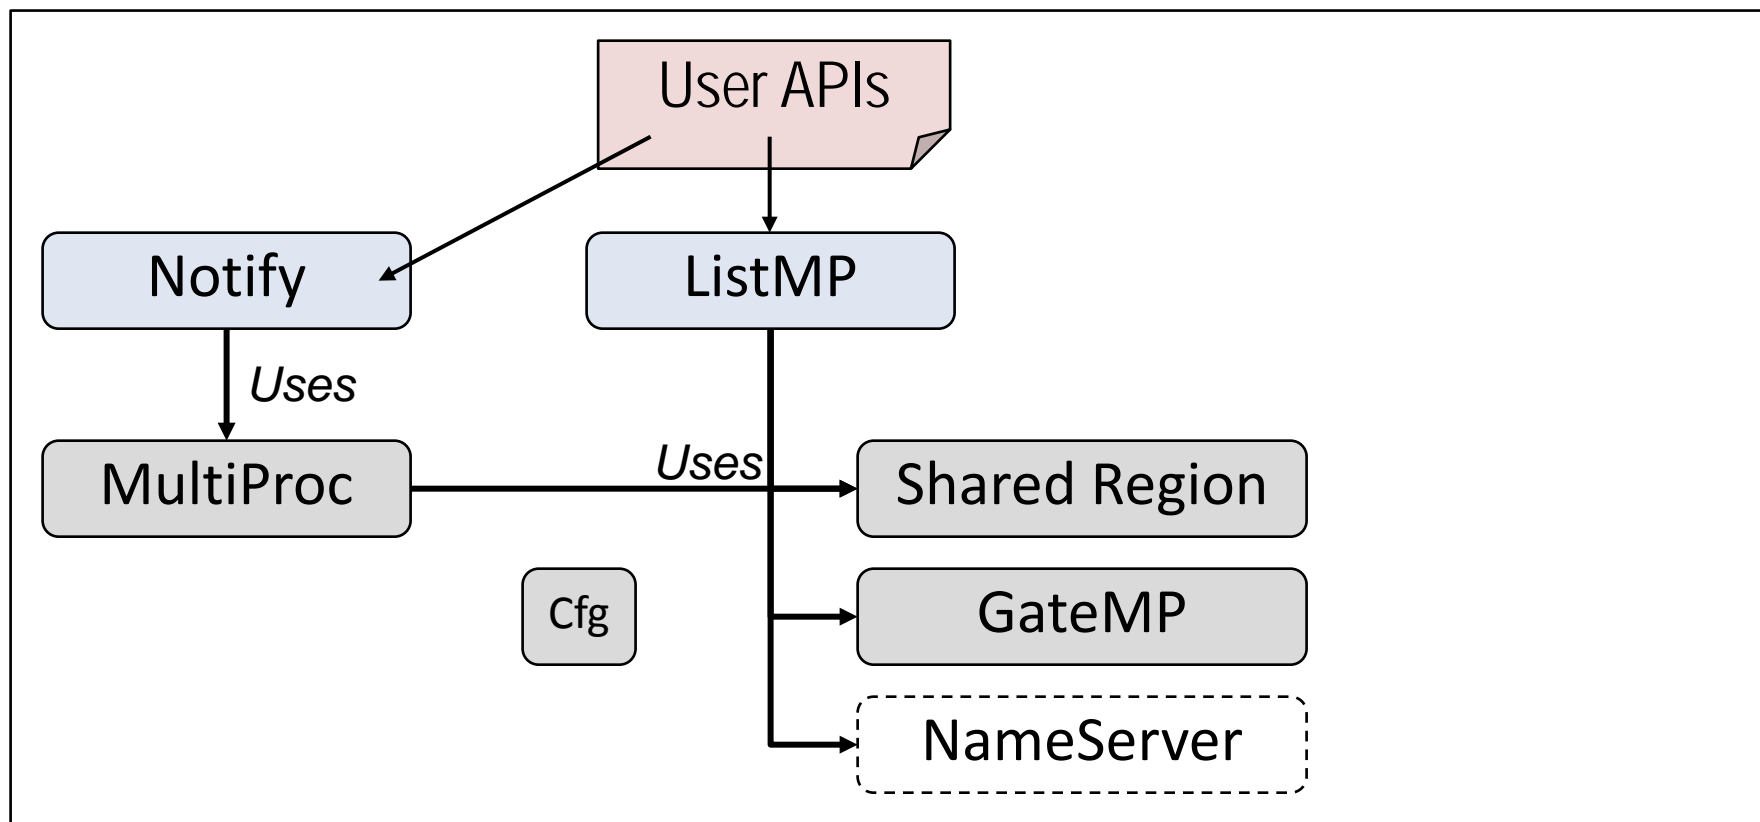 User APIs
Notify
ListMP
Uses
MultiProc
Uses
Shared Region
Cfg
GateMP
NameServer